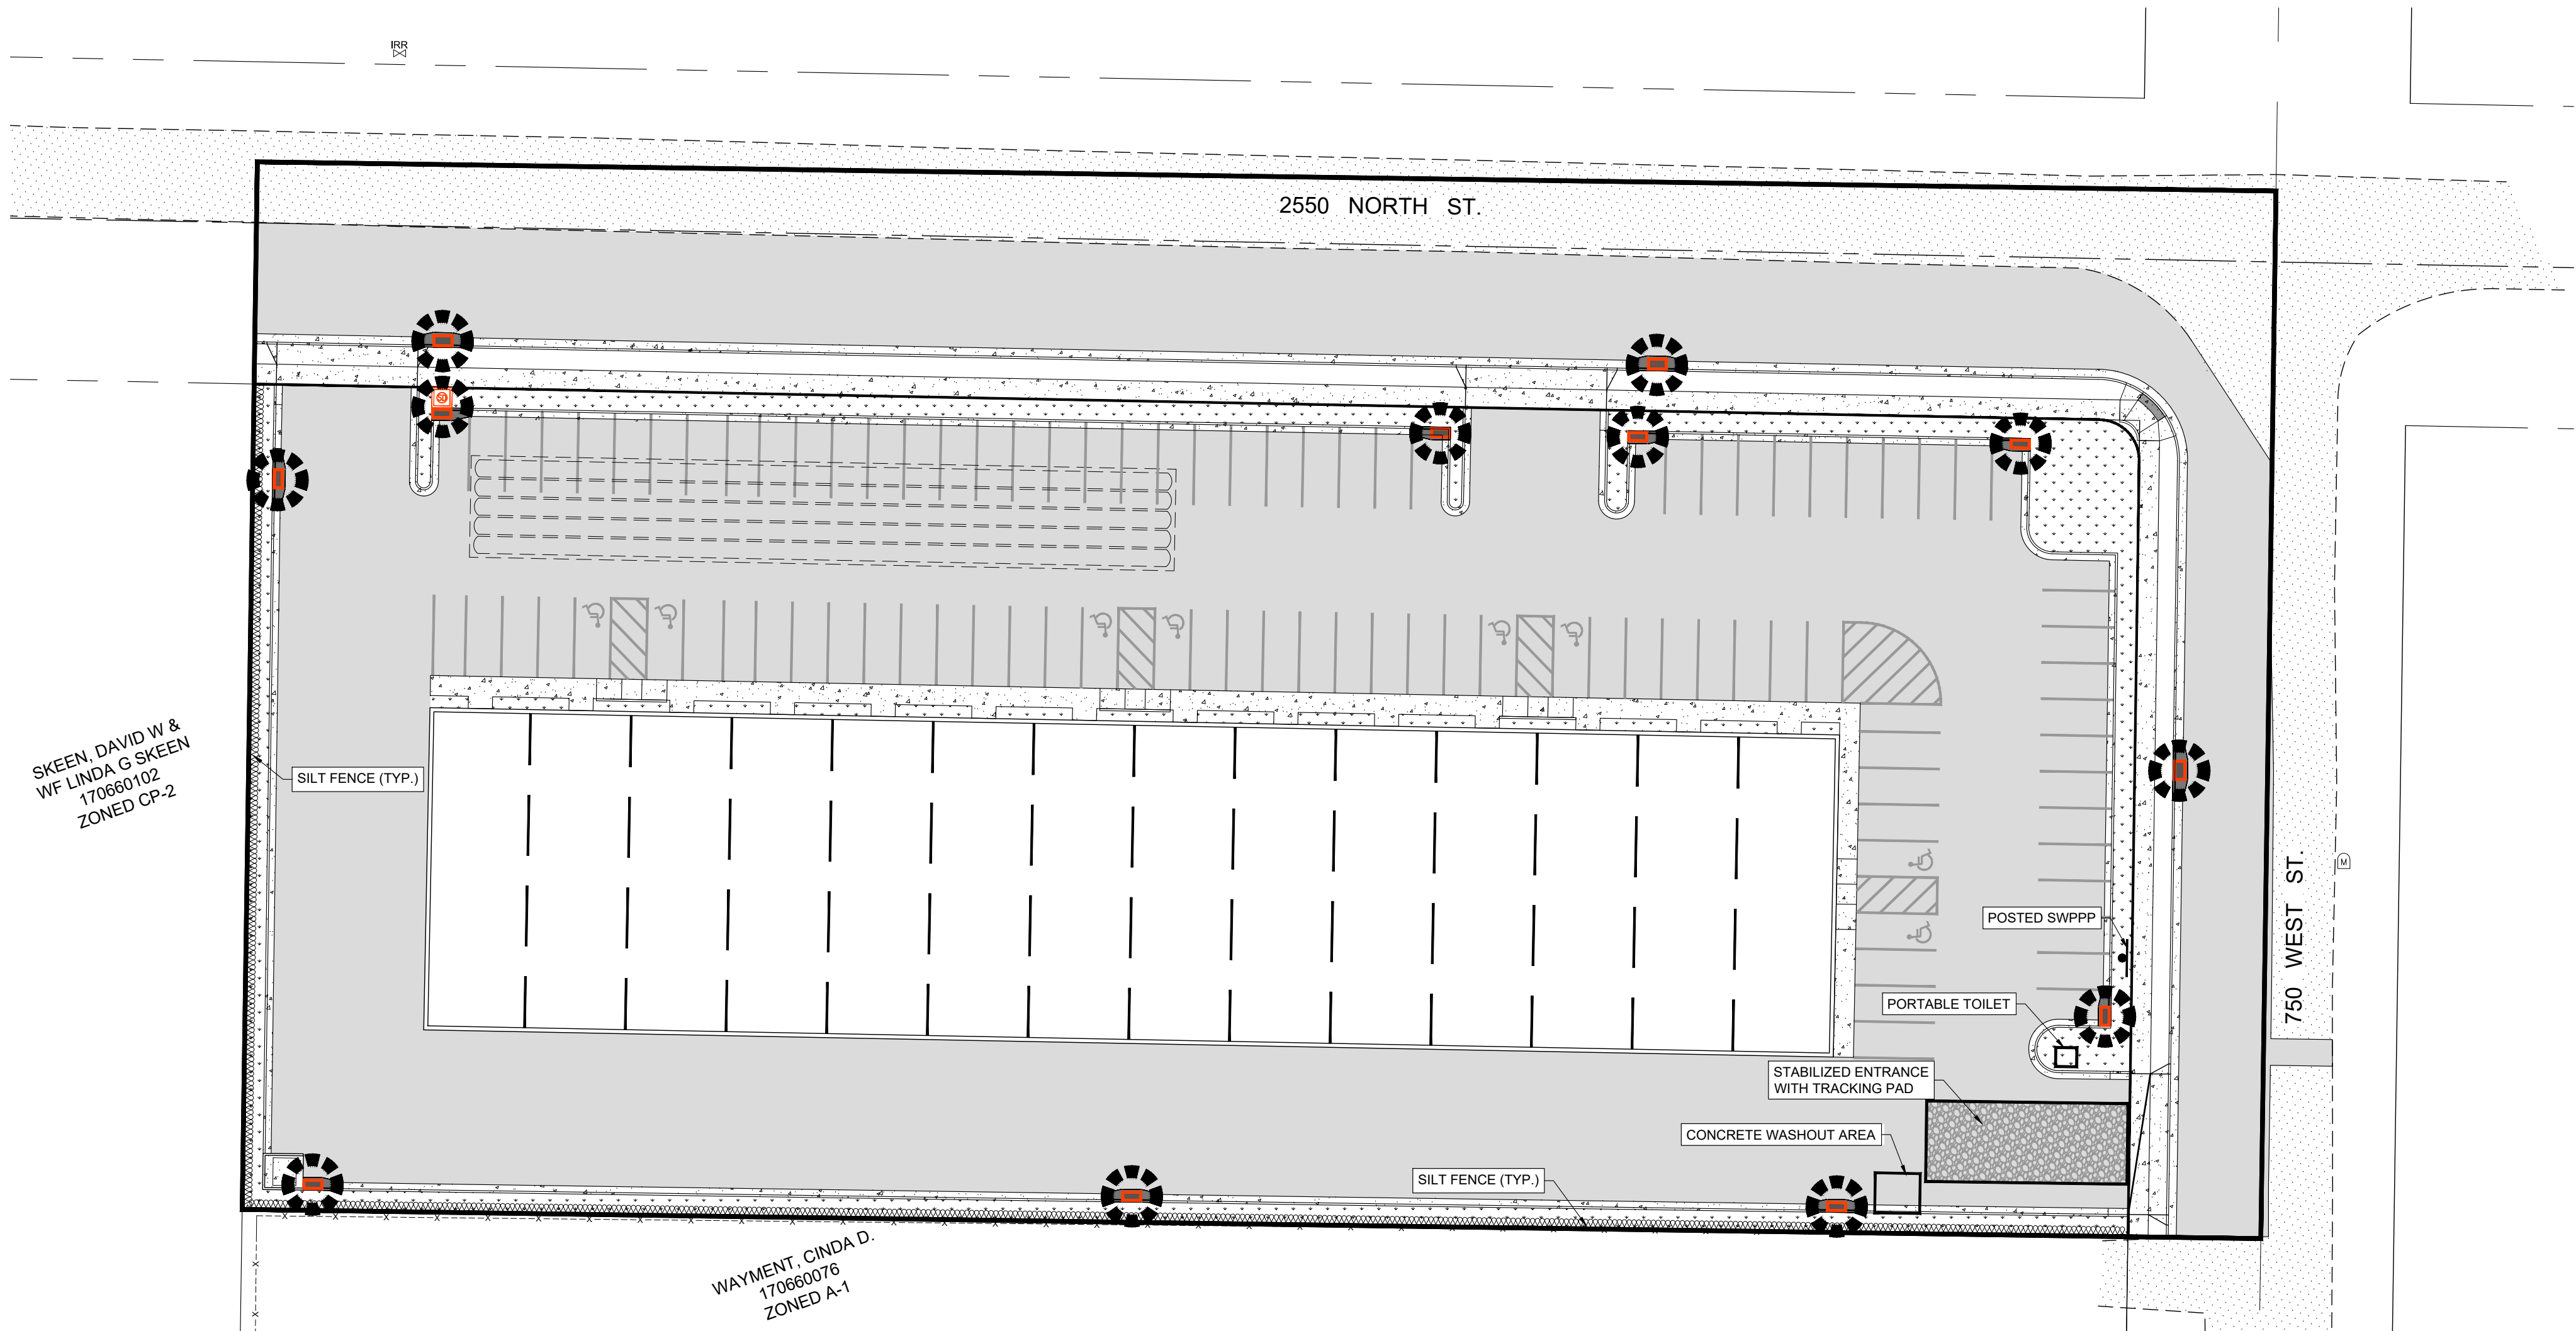 IRR
2550 NORTH ST.
SKEEN, DAVID W &
WF LINDA G SKEEN
170660102
ZONED CP-2
SILT FENCE (TYP.)
POSTED SWPPP
750 WEST ST.
M
PORTABLE TOILET
STABILIZED ENTRANCE
WITH TRACKING PAD
CONCRETE WASHOUT AREA
SILT FENCE (TYP.)
WAYMENT, CINDA D.
170660076
ZONED A-1